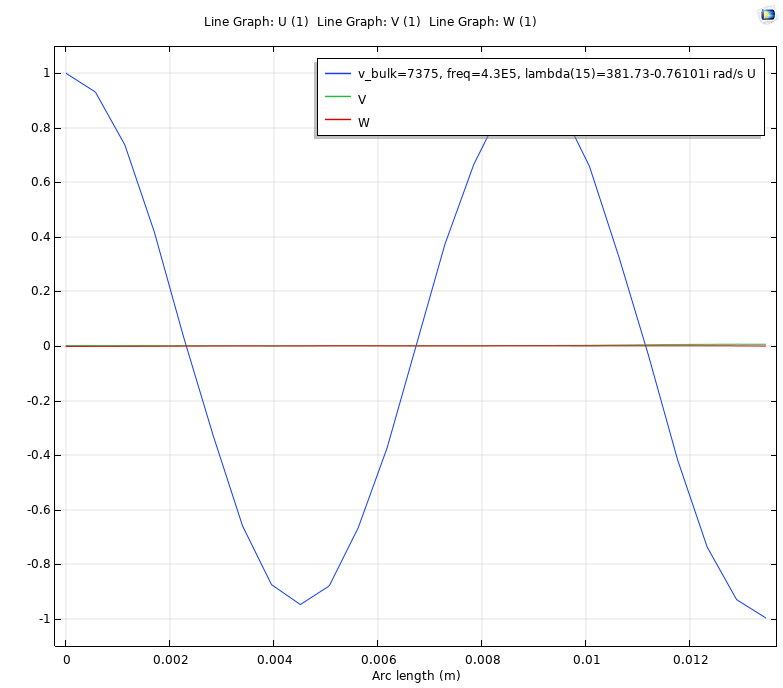 Line Graph: U (1)  Line Graph: V (1)  Line Graph: W (1)
v_bulk=7375, freq=4.3E5, lambda(15)=381.73-0.76101i rad/s U
V
W
1
0.8
0.6
0.4
0.2
0
-0.2
-0.4
-0.6
-0.8
-1
0 0.002 0.004 0.006 0.008 0.01 0.012
Arc length (m)